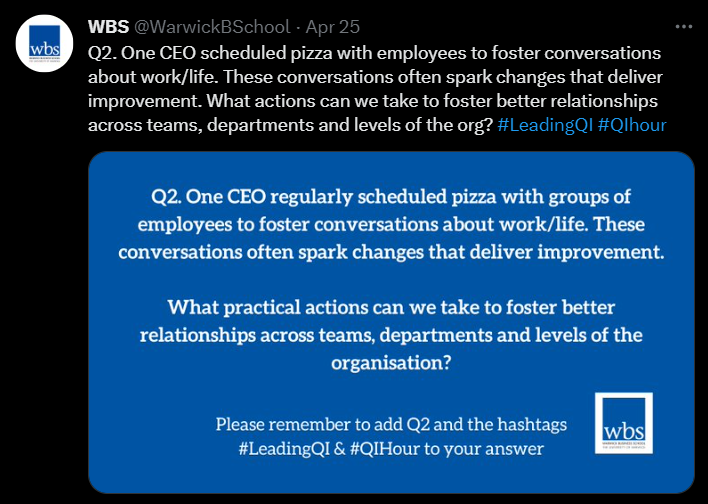 WBS @WarwickBSchool · Apr 25
Q2. One CEO scheduled pizza with employees to foster conversations
about work/life. These conversations often spark changes that deliver
improvement. What actions can we take to foster better relationships
across teams, departments and levels of the org? #LeadingQI #QIhour
wbs
Q2. One CEO regularly scheduled pizza with groups of
employees to foster conversations about work/life. These
conversations often spark changes that deliver improvement.
What practical actions can we take to foster better
relationships across teams, departments and levels of the
organisation?
Please remember to add Q2 and the hashtags
#LeadingQI & #QIHour to your answer
wbs